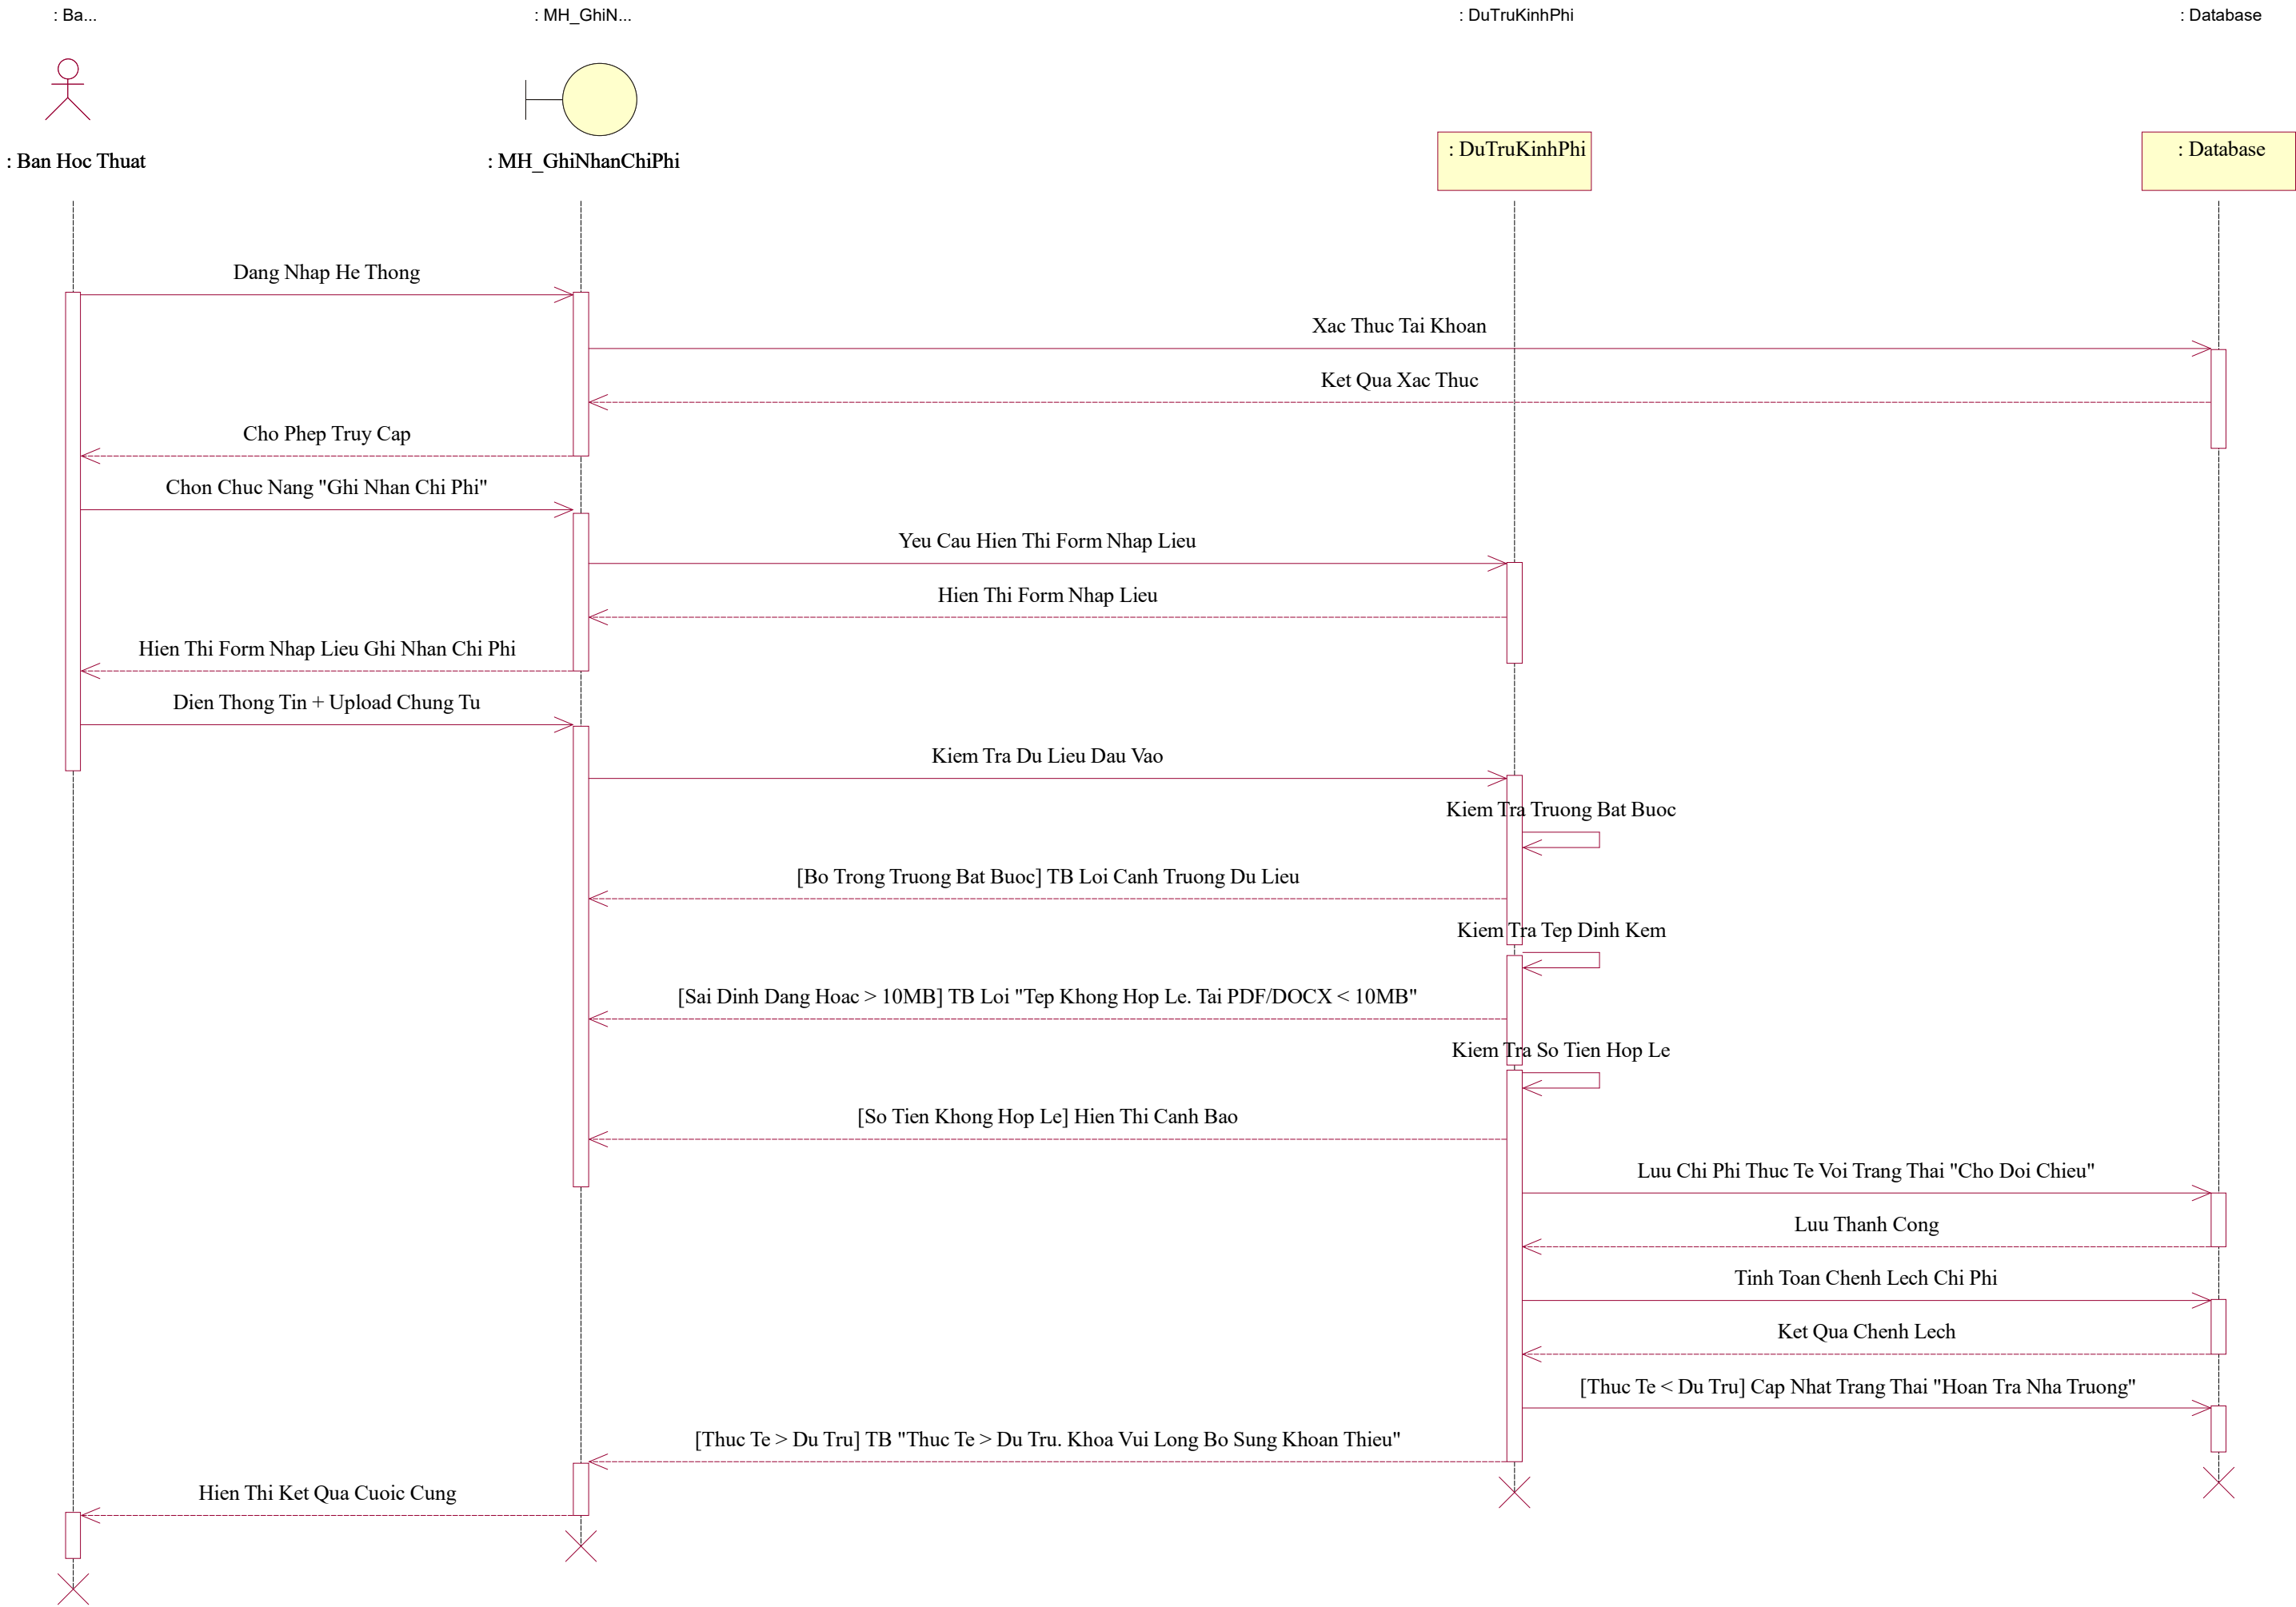 : Ba...
: MH_GhiN...
: DuTruKinhPhi
: Database
: Ban Hoc Thuat
: MH_GhiNhanChiPhi
: DuTruKinhPhi
: Database
Dang Nhap He Thong
Xac Thuc Tai Khoan
Ket Qua Xac Thuc
Cho Phep Truy Cap
Chon Chuc Nang "Ghi Nhan Chi Phi"
Yeu Cau Hien Thi Form Nhap Lieu
Hien Thi Form Nhap Lieu
Hien Thi Form Nhap Lieu Ghi Nhan Chi Phi
Dien Thong Tin + Upload Chung Tu
Kiem Tra Du Lieu Dau Vao
Kiem Tra Truong Bat Buoc
[Bo Trong Truong Bat Buoc] TB Loi Canh Truong Du Lieu
Kiem Tra Tep Dinh Kem
[Sai Dinh Dang Hoac > 10MB] TB Loi "Tep Khong Hop Le. Tai PDF/DOCX < 10MB"
Kiem Tra So Tien Hop Le
[So Tien Khong Hop Le] Hien Thi Canh Bao
Luu Chi Phi Thuc Te Voi Trang Thai "Cho Doi Chieu"
Luu Thanh Cong
Tinh Toan Chenh Lech Chi Phi
Ket Qua Chenh Lech
[Thuc Te < Du Tru] Cap Nhat Trang Thai "Hoan Tra Nha Truong"
[Thuc Te > Du Tru] TB "Thuc Te > Du Tru. Khoa Vui Long Bo Sung Khoan Thieu"
Hien Thi Ket Qua Cuoic Cung